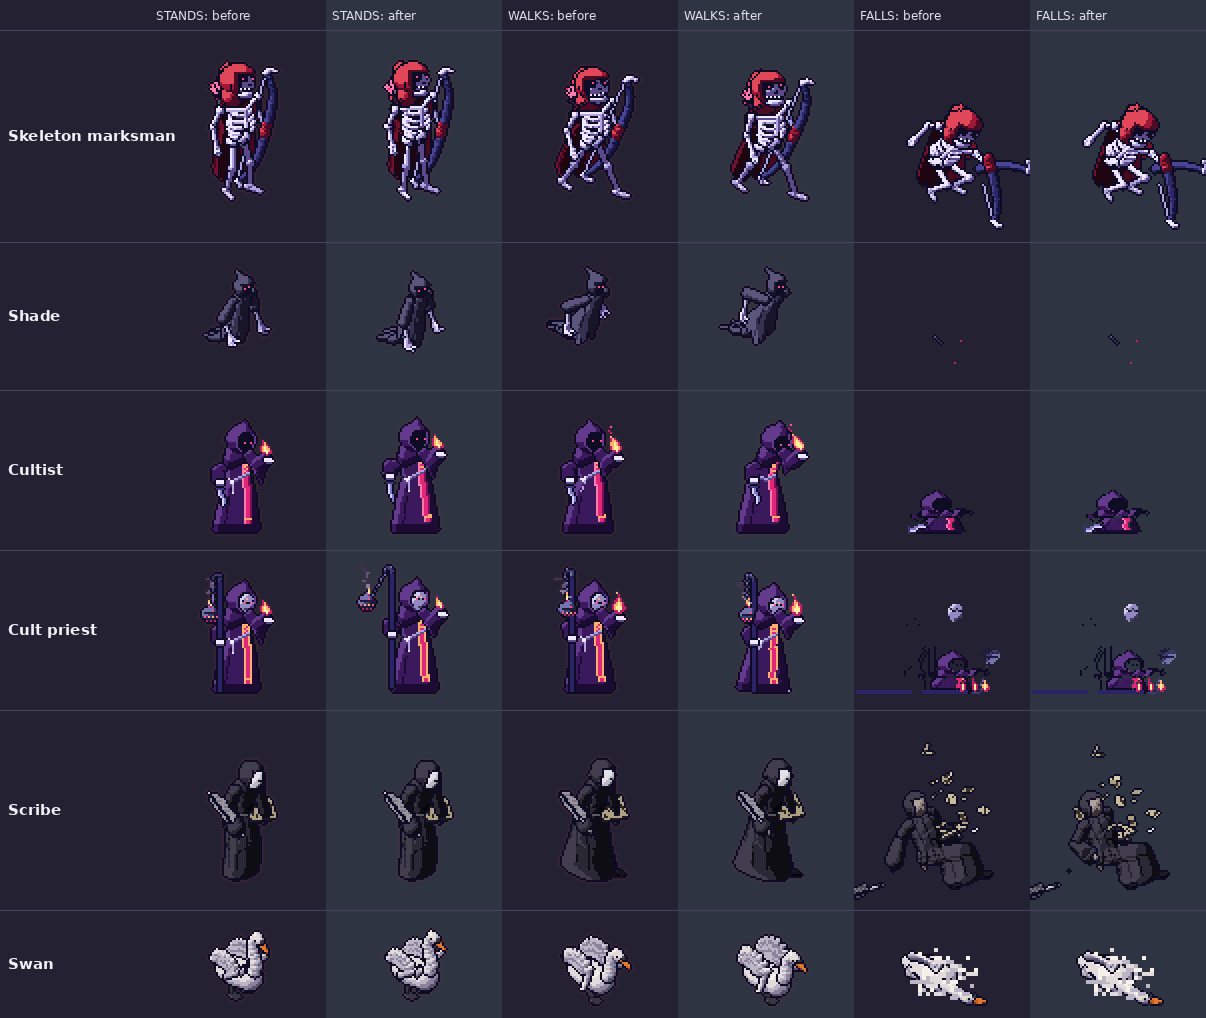 STANDS: before
STANDS: after
WALKS: before
WALKS: after
FALLS: before
FALLS: after
Skeleton marksman
Shade
Cultist
Cult priest
Scribe
Swan